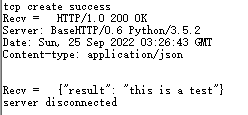 tcp create success
Recv =   HTTP/1.0 200 OK
Server: BaseHTTP/0.6 Python/3.5.2
Date: Sun, 25 Sep 2022 03:26:43 GMT
Content-type: application/json
Recv =   {"result": "this is a test"}
server disconnected